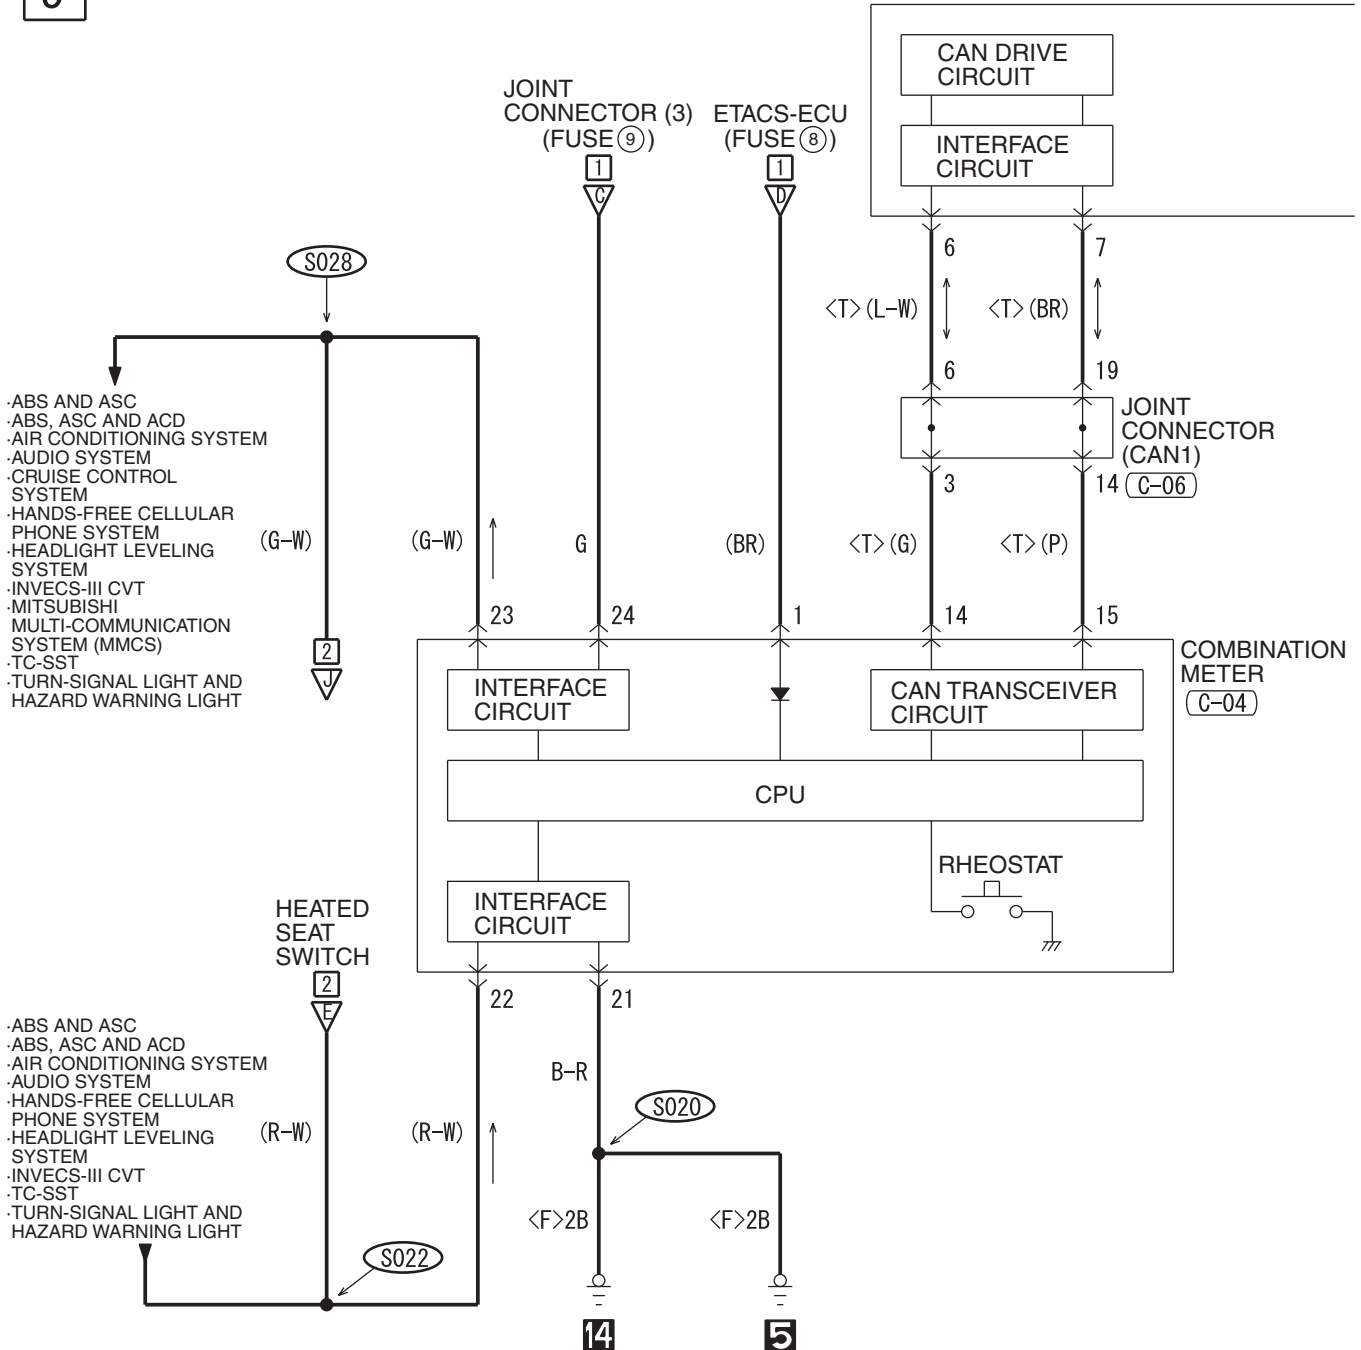 CAN DRIVE
CIRCUIT
INTERFACE
CIRCUIT
JOINT
CONNECTOR (3)
(FUSE 9)
1
C
ETACS-ECU
(FUSE 8)
1
D
6
7
<T>(L-W)
<T>(BR)
6
19
JOINT
CONNECTOR
(CAN1)
C-06
3
14
S028
·ABS AND ASC
·ABS, ASC AND ACD
·AIR CONDITIONING SYSTEM
·AUDIO SYSTEM
·CRUISE CONTROL
SYSTEM
·HANDS-FREE CELLULAR
PHONE SYSTEM
·HEADLIGHT LEVELING
SYSTEM
·INVECS-III CVT
·MITSUBISHI
MULTI-COMMUNICATION
SYSTEM (MMCS)
·TC-SST
·TURN-SIGNAL LIGHT AND
HAZARD WARNING LIGHT
(G-W)
(G-W)
G
(BR)
<T>(G)
<T>(P)
2
J
23
24
1
14
15
COMBINATION
METER
C-04
INTERFACE
CIRCUIT
CAN TRANSCEIVER
CIRCUIT
CPU
RHEOSTAT
INTERFACE
CIRCUIT
HEATED
SEAT
SWITCH
2
E
22
21
·ABS AND ASC
·ABS, ASC AND ACD
·AIR CONDITIONING SYSTEM
·AUDIO SYSTEM
·HANDS-FREE CELLULAR
PHONE SYSTEM
·HEADLIGHT LEVELING
SYSTEM
·INVECS-III CVT
·TC-SST
·TURN-SIGNAL LIGHT AND
HAZARD WARNING LIGHT
(R-W)
(R-W)
B-R
S020
<F>2B
<F>2B
S022
14
5